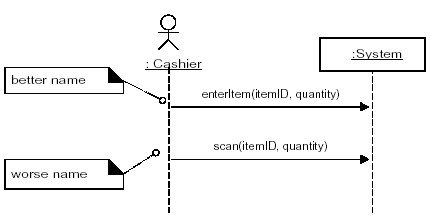 : Cashier
:System
better name
enterItem(itemID, quantity)
scan(itemID, quantity)
worse name